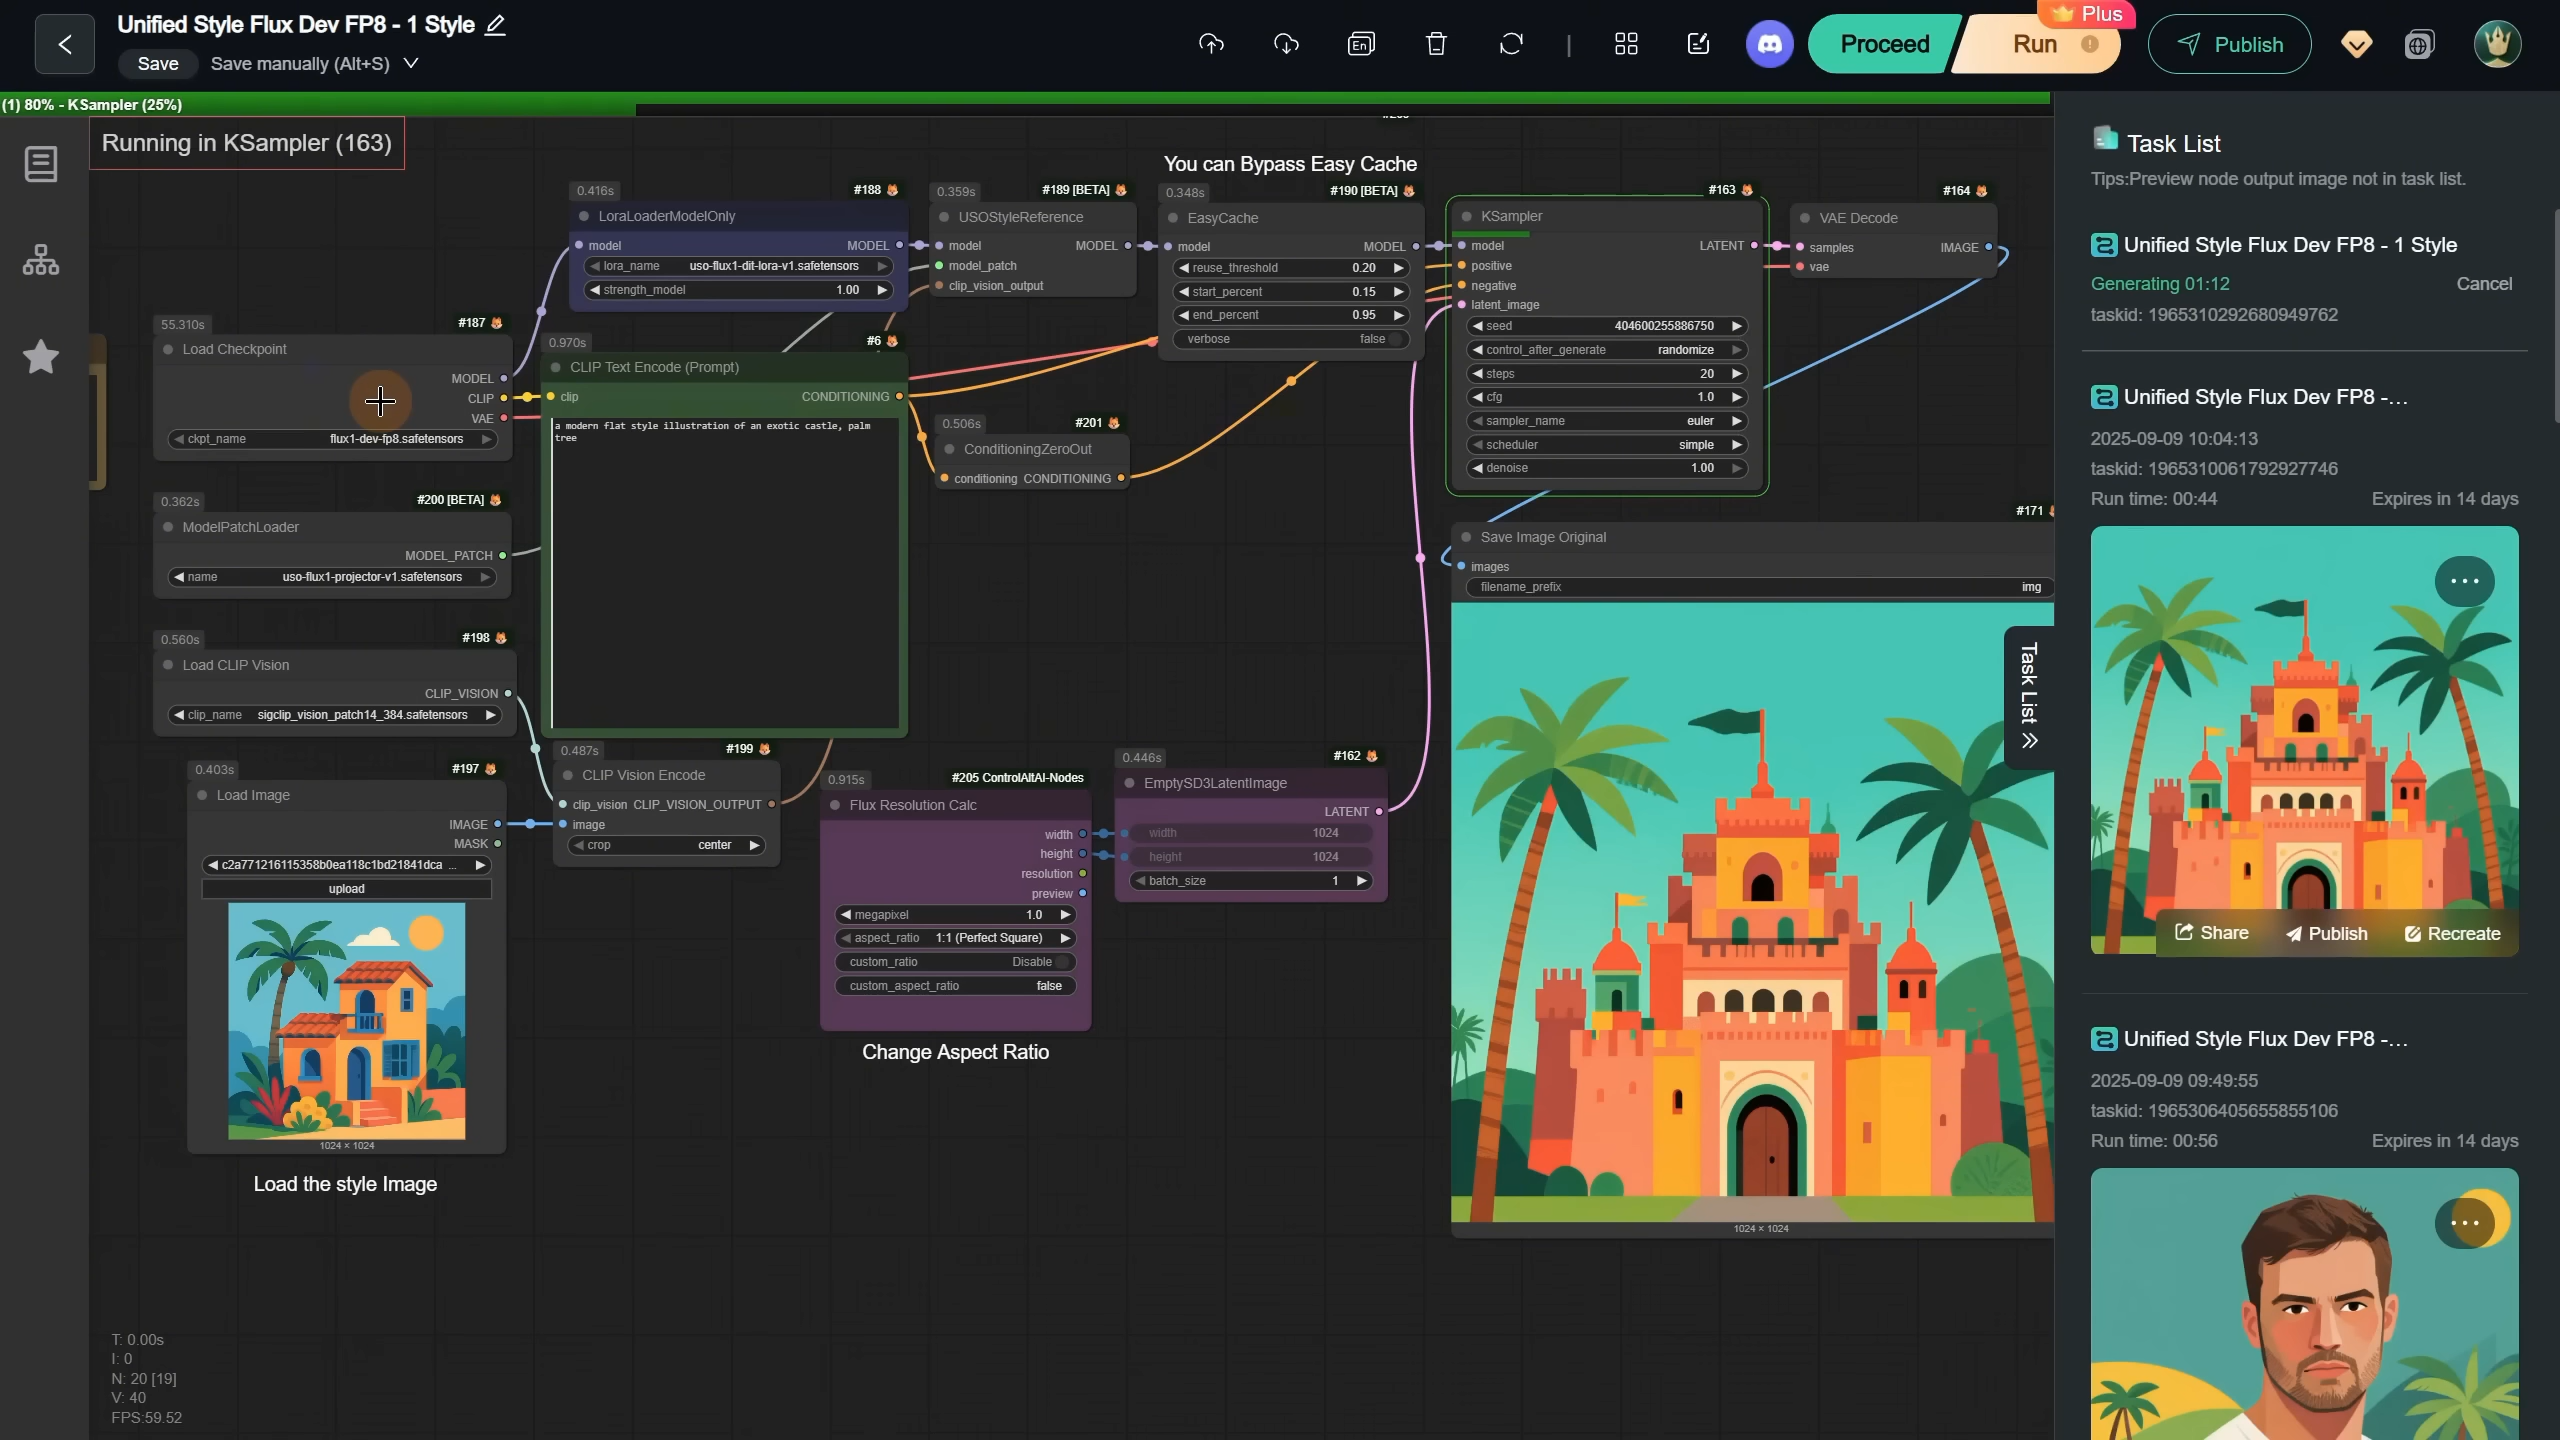 Unified Style Flux Dev FP8 - 1 Style
Save
Save manually (Alt+S)
En
Proceed
Run
Plus
Publish
(1) 80% - KSampler (25%)
Running in KSampler (163)
You can Bypass Easy Cache
0.416s
#188
LoraLoaderModelOnly
model
MODEL
lora_name
uso-flux1-dit-lora-v1.safetensors
strength_model
1.00
0.359s
#189 [BETA]
USOStyleReference
model
MODEL
model_patch
clip_vision_output
0.348s
#190 [BETA]
EasyCache
model
MODEL
reuse_threshold
0.20
start_percent
0.15
end_percent
0.95
verbose
false
#163
KSampler
model
LATENT
positive
negative
latent_image
seed
404600255886750
control_after_generate
randomize
steps
20
cfg
1.0
sampler_name
euler
scheduler
simple
denoise
1.00
#164
VAE Decode
samples
IMAGE
vae
55.310s
#187
Load Checkpoint
MODEL
CLIP
VAE
ckpt_name
flux1-dev-fp8.safetensors
0.970s
#6
CLIP Text Encode (Prompt)
clip
CONDITIONING
a modern flat style illustration of an exotic castle, palm
tree
0.506s
#201
ConditioningZeroOut
conditioning
CONDITIONING
0.362s
#200 [BETA]
ModelPatchLoader
MODEL_PATCH
name
uso-flux1-projector-v1.safetensors
0.560s
#198
Load CLIP Vision
CLIP_VISION
clip_name
sigclip_vision_patch14_384.safetensors
0.403s
#197
Load Image
IMAGE
MASK
c2a771216115358b0ea118c1bd21841dca ...
upload
1024 × 1024
Load the style Image
0.487s
#199
CLIP Vision Encode
clip_vision
CLIP_VISION_OUTPUT
image
crop
center
0.915s
#205 ControlAltAI-Nodes
Flux Resolution Calc
width
height
resolution
preview
megapixel
1.0
aspect_ratio
1:1 (Perfect Square)
custom_ratio
Disable
custom_aspect_ratio
false
Change Aspect Ratio
0.446s
#162
EmptySD3LatentImage
LATENT
width
1024
height
1024
batch_size
1
#171
Save Image Original
images
filename_prefix
img
1024 × 1024
Task List
T: 0.00s
I: 0
N: 20 [19]
V: 40
FPS:59.52
Task List
Tips:Preview node output image not in task list.
Unified Style Flux Dev FP8 - 1 Style
Generating 01:12
Cancel
taskid: 1965310292680949762
Unified Style Flux Dev FP8 -...
2025-09-09 10:04:13
taskid: 1965310061792927746
Run time: 00:44
Expires in 14 days
Share
Publish
Recreate
Unified Style Flux Dev FP8 -...
2025-09-09 09:49:55
taskid: 1965306405655855106
Run time: 00:56
Expires in 14 days